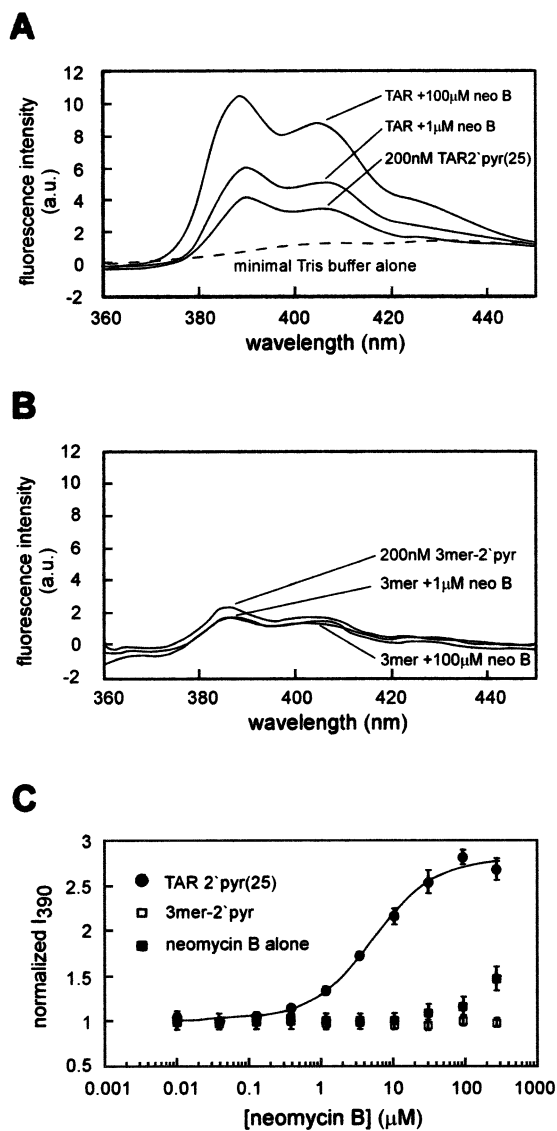 A
12
10
8
6
4
2
0
-2
fluorescence intensity
(a.u.)
TAR +100μM neo B
TAR +1μM neo B
200nM TAR2`pyr(25)
minimal Tris buffer alone
360 380 400 420 440
wavelength (nm)
B
12
10
8
6
4
2
0
-2
fluorescence intensity
(a.u.)
200nM 3mer-2`pyr
3mer +1μM neo B
3mer +100μM neo B
360 380 400 420 440
wavelength (nm)
C
3
2.5
2
1.5
1
0.5
normalized I390
TAR 2`pyr(25)
3mer-2`pyr
neomycin B alone
0.001 0.01 0.1 1 10 100 1000
[neomycin B] (μM)